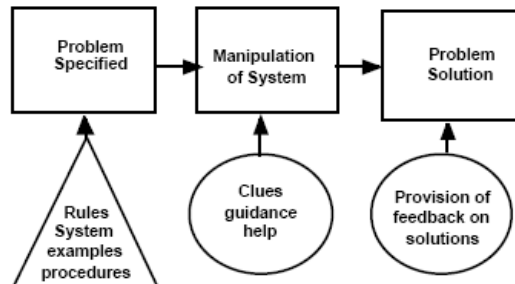 Problem
Specified
Manipulation
of System
Problem
Solution
Rules
System
examples
procedures
Clues
guidance
help
Provision of
feedback on
solutions